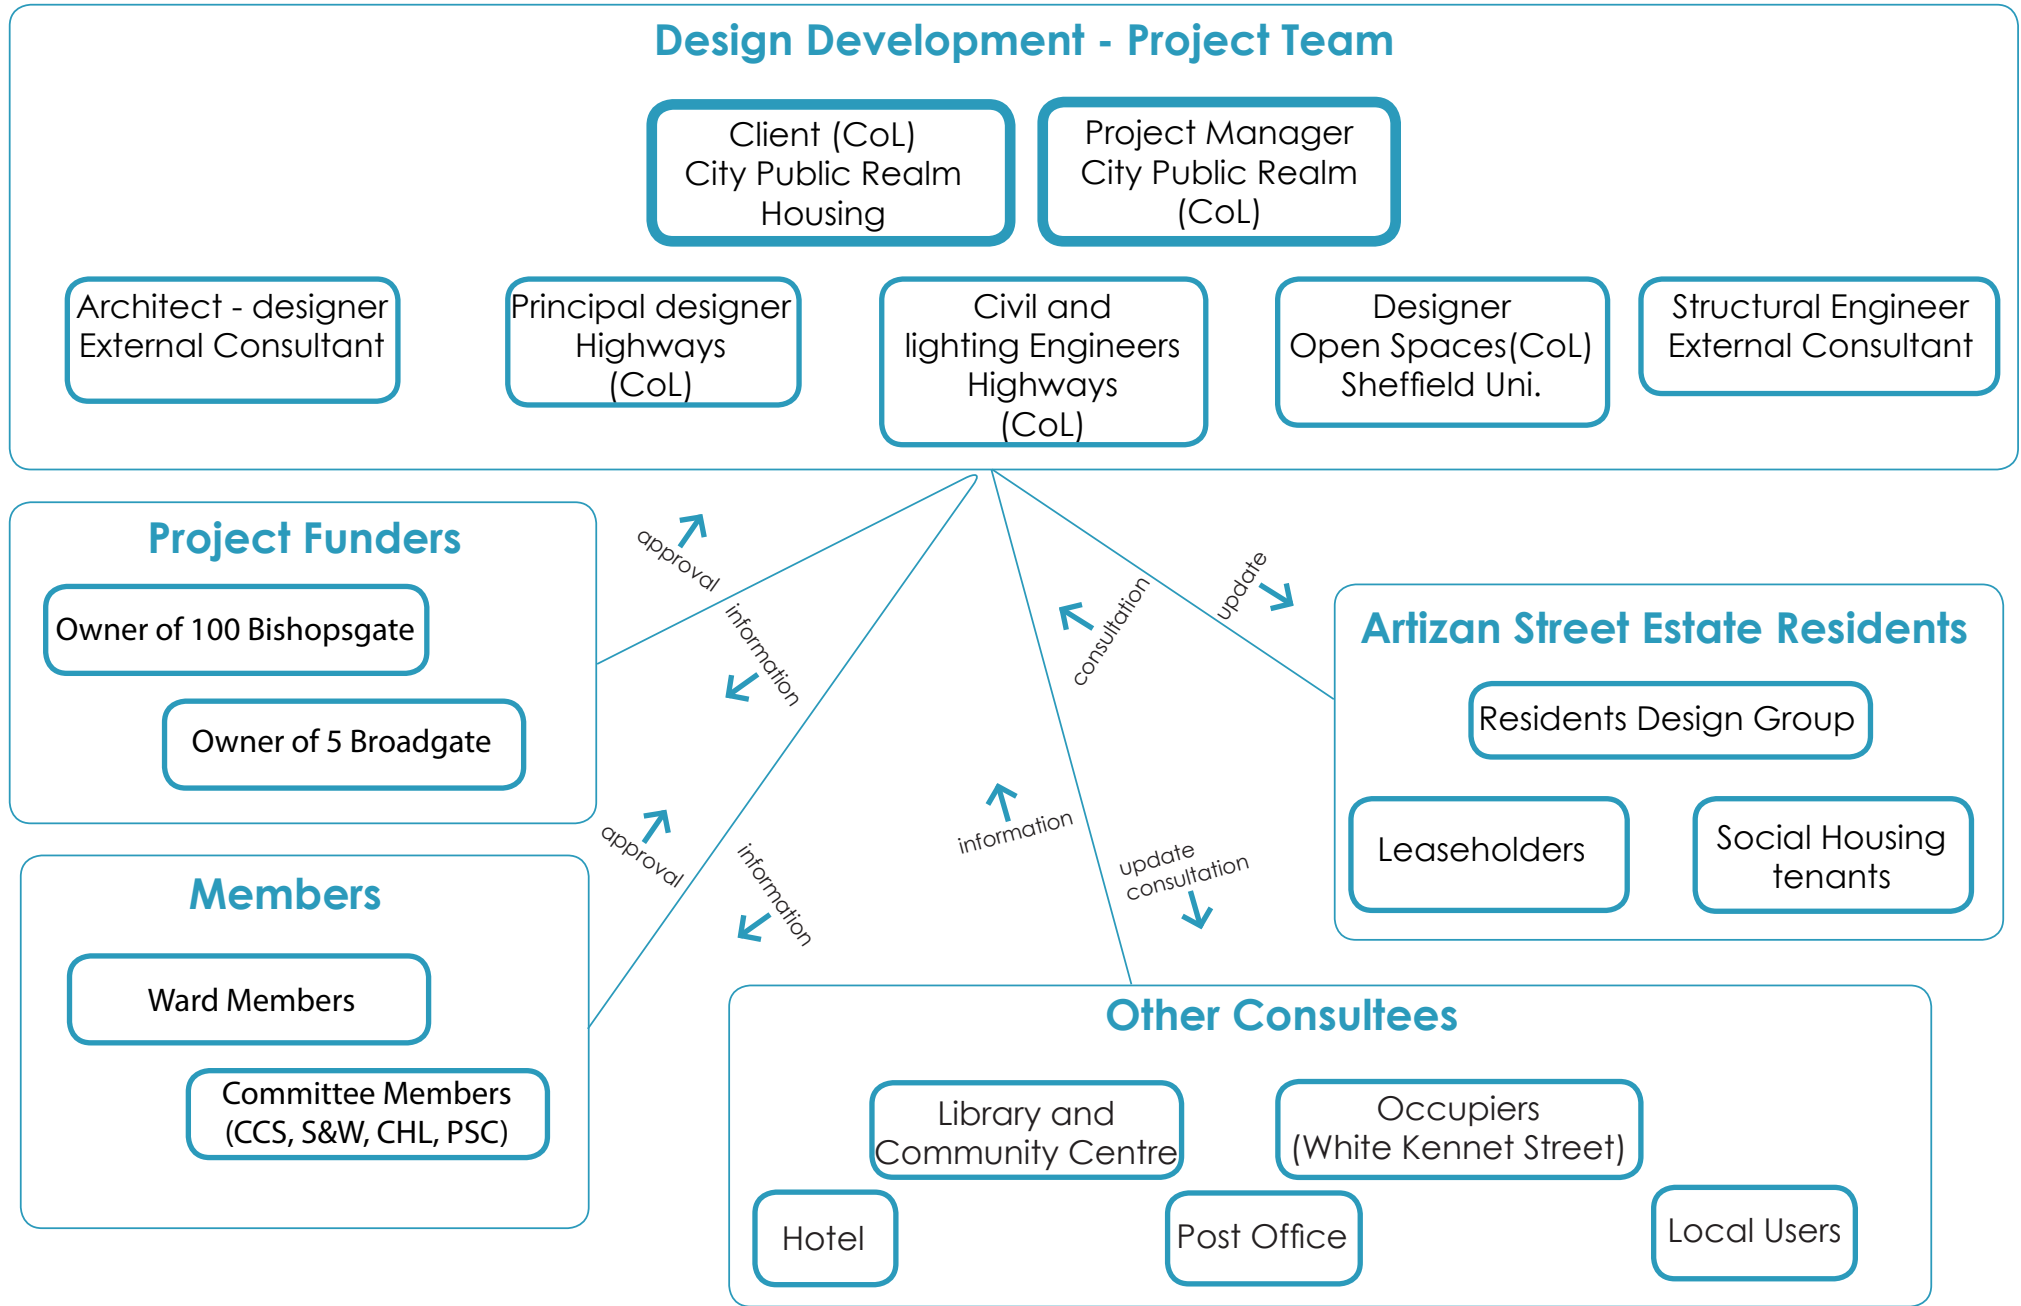 Design Development - Project Team
Client (CoL)
City Public Realm
Housing
Project Manager
City Public Realm
(CoL)
Architect - designer
External Consultant
Principal designer
Highways
(CoL)
Civil and
lighting Engineers
Highways
(CoL)
Designer
Open Spaces(CoL)
Sheffield Uni.
Structural Engineer
External Consultant
Project Funders
Owner of 100 Bishopsgate
Owner of 5 Broadgate
approval
information
consultation
update
Artizan Street Estate Residents
Residents Design Group
Leaseholders
Social Housing
tenants
approval
information
information
update
consultation
Members
Ward Members
Committee Members
(CCS, S&W, CHL, PSC)
Other Consultees
Library and
Community Centre
Occupiers
(White Kennet Street)
Hotel
Post Office
Local Users